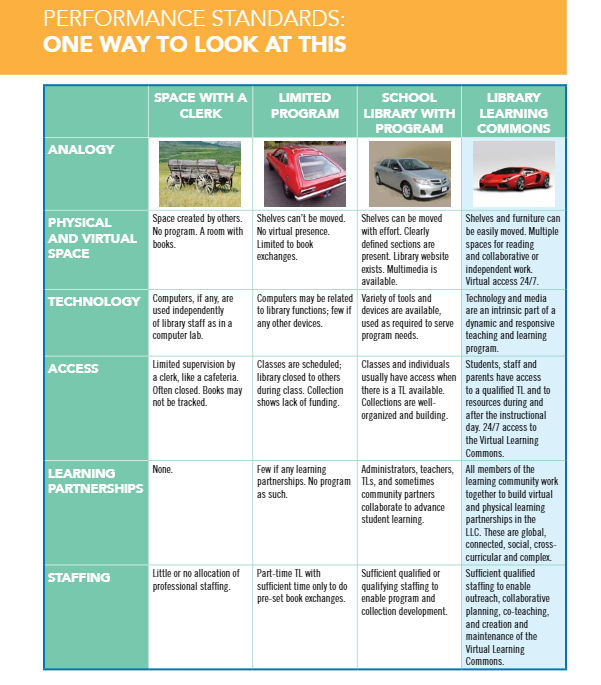 PERFORMANCE STANDARDS:
ONE WAY TO LOOK AT THIS
SPACE WITH A
CLERK
LIMITED
PROGRAM
SCHOOL
LIBRARY WITH
PROGRAM
LIBRARY
LEARNING
COMMONS
ANALOGY
PHYSICAL
AND VIRTUAL
SPACE
Space created by others.
No program. A room with
books.
Shelves can't be moved.
No virtual presence.
Limited to book
exchanges.
Shelves can be moved
with effort. Clearly
defined sections are
present. Library website
exists. Multimedia is
available.
Shelves and furniture can
be easily moved. Multiple
spaces for reading
and collaborative or
independent work.
Virtual access 24/7.
TECHNOLOGY
Computers, if any, are
used independently
of library staff as in a
computer lab.
Computers may be related
to library functions; few if
any other devices.
Variety of tools and
devices are available,
used as required to serve
program needs.
Technology and media
are an intrinsic part of a
dynamic and responsive
teaching and learning
program.
ACCESS
Limited supervision by
a clerk, like a cafeteria.
Often closed. Books may
not be tracked.
Classes are scheduled;
library closed to others
during class. Collection
shows lack of funding.
Classes and individuals
usually have access when
there is a TL available.
Collections are well-
organized and building.
Students, staff and
parents have access
to a qualified TL and to
resources during and
after the instructional
day. 24/7 access to
the Virtual Learning
Commons.
LEARNING
PARTNERSHIPS
None.
Few if any learning
partnerships. No program
as such.
Administrators, teachers,
TLs, and sometimes
community partners
collaborate to advance
student learning.
All members of the
learning community work
together to build virtual
and physical learning
partnerships in the
LLC. These are global,
connected, social, cross-
curricular and complex.
STAFFING
Little or no allocation of
professional staffing.
Part-time TL with
sufficient time only to do
pre-set book exchanges.
Sufficient qualified or
qualifying staffing to
enable program and
collection development.
Sufficient qualified
staffing to enable
outreach, collaborative
planning, co-teaching,
and creation and
maintenance of the
Virtual Learning
Commons.